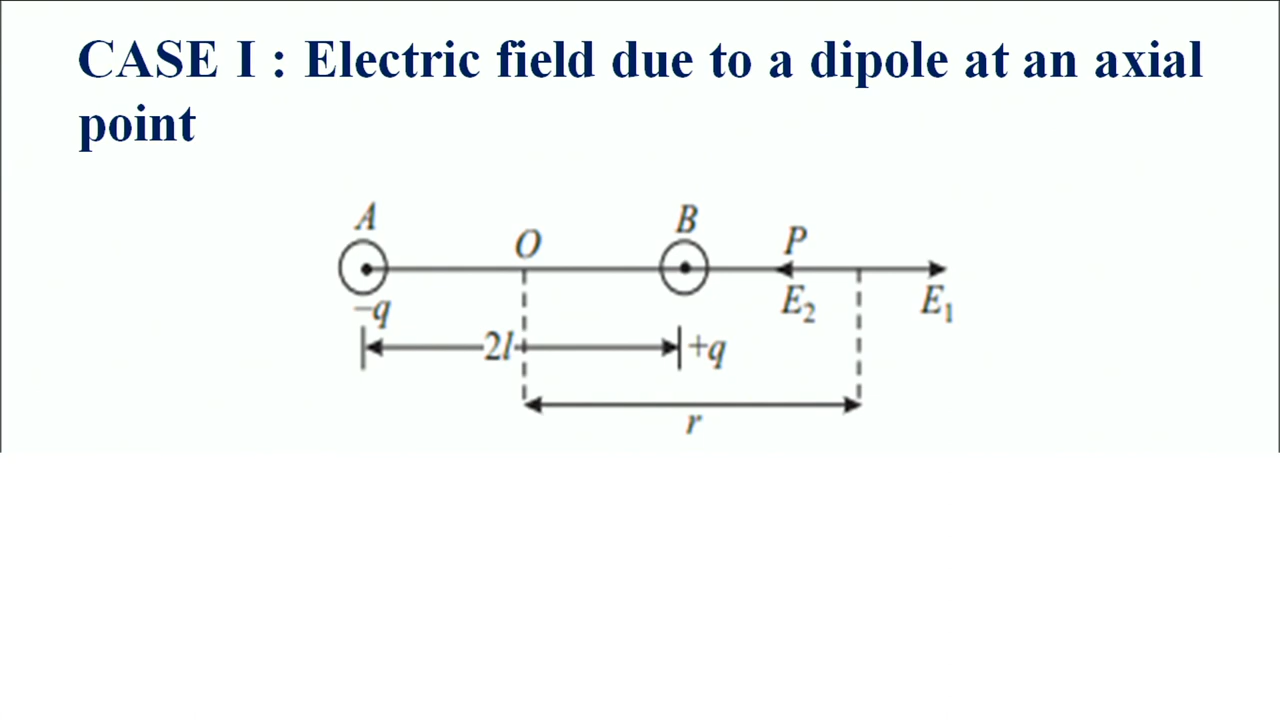 CASE I : Electric field due to a dipole at an axial
point
A
O
B
P
–q
E₂
E₁
2l
+q
r